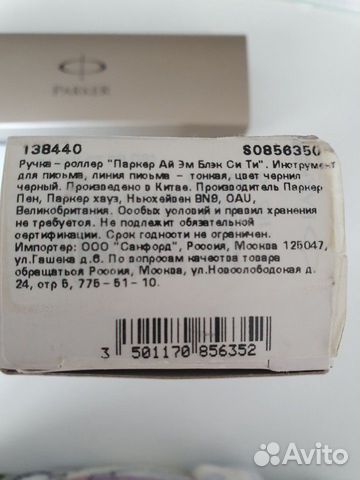 PARKER
138440 S0856350
Ручка – роллер "Паркер Ай Эм Блэк Си Ти". Инструмент
для письма, линия письма – тонкая, цвет чернил
черный. Произведено в Китае. Производитель Паркер
Пен, Паркер хауз, Ньюхейвен BN9, OAU,
Великобритания. Особых условий и правил хранения
не требуется. Не подлежит обязательной
сертификации. Срок годности не ограничен.
Импортер: ООО "Санфорд", Россия, Москва 125047,
ул.Гашека д.6. По вопросам качества товара
обращаться Россия, Москва, ул.Новослободская д.
24, стр 5, 775-51-10.
3 501170 856352
Avito